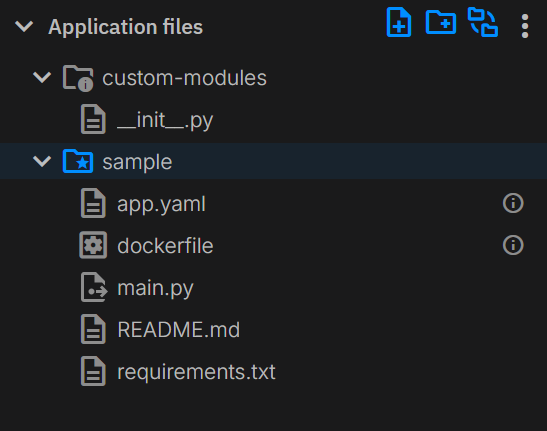 Application files
custom-modules
__init__.py
sample
app.yaml
dockerfile
main.py
README.md
requirements.txt